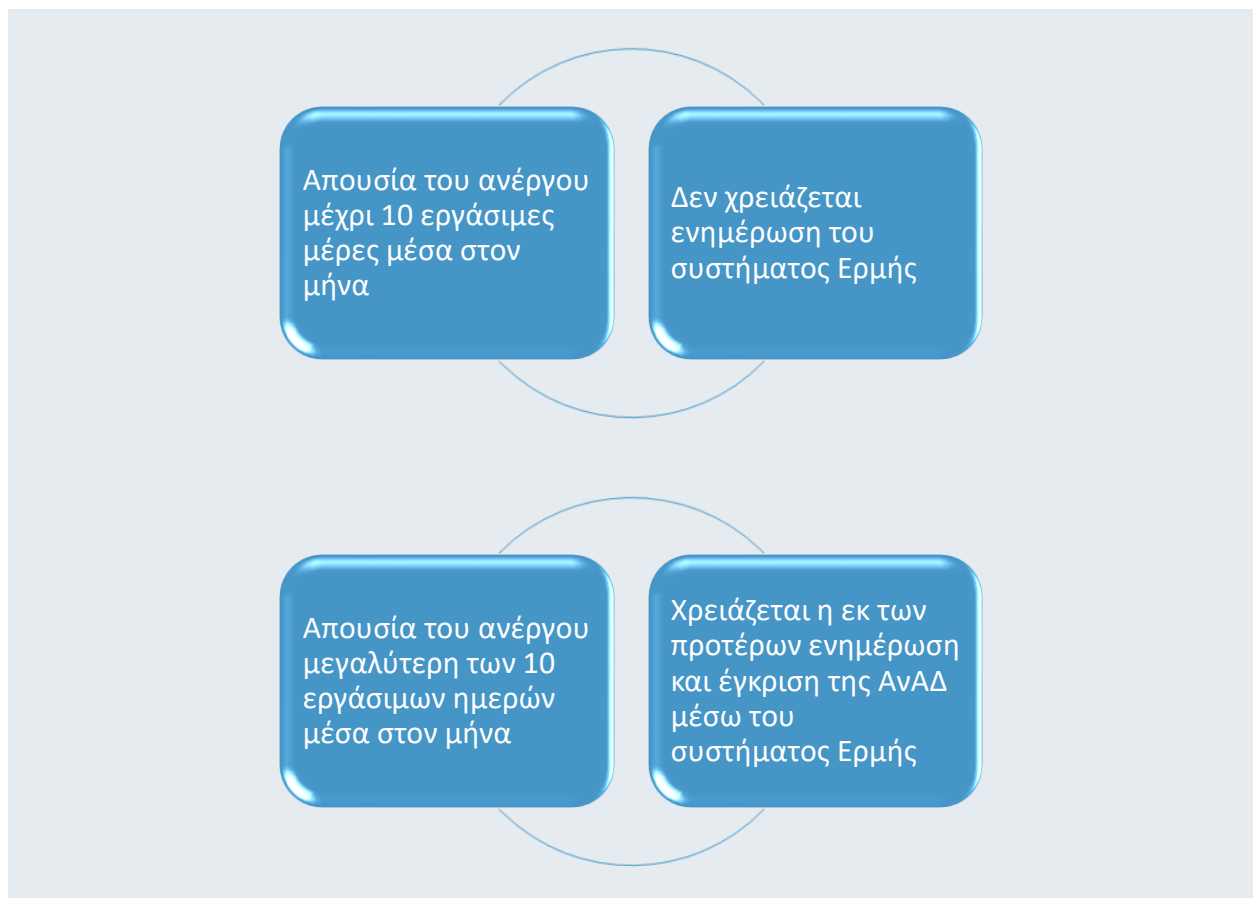 Απουσία του ανέργου
μέχρι 10 εργάσιμες
μέρες μέσα στον
μήνα
Δεν χρειάζεται
ενημέρωση του
συστήματος Ερμής
Απουσία του ανέργου
μεγαλύτερη των 10
εργάσιμων ημερών
μέσα στον μήνα
Χρειάζεται η εκ των
προτέρων ενημέρωση
και έγκριση της ΑνΑΔ
μέσω του
συστήματος Ερμής